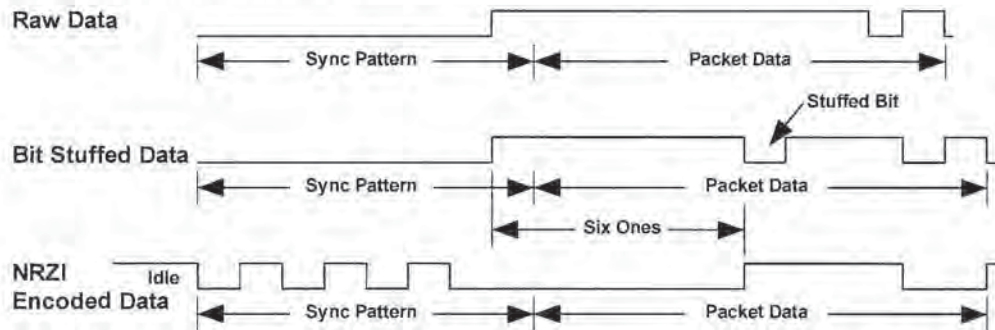 Raw Data
Sync Pattern
Packet Data
Stuffed Bit
Bit Stuffed Data
Sync Pattern
Packet Data
Six Ones
NRZI
Encoded Data
Idle
Sync Pattern
Packet Data